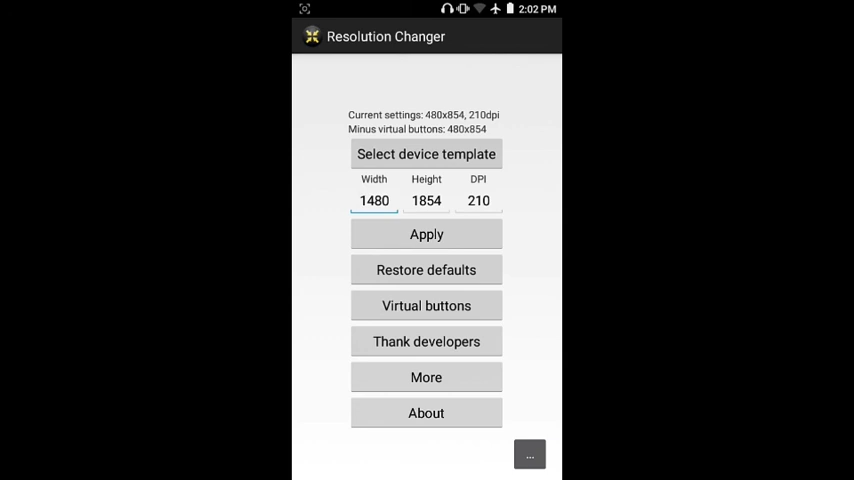 2:02 PM
Resolution Changer
Current settings: 480x854, 210dpi
Minus virtual buttons: 480x854
Select device template
Width Height DPI
1480 1854 210
Apply
Restore defaults
Virtual buttons
Thank developers
More
About
...